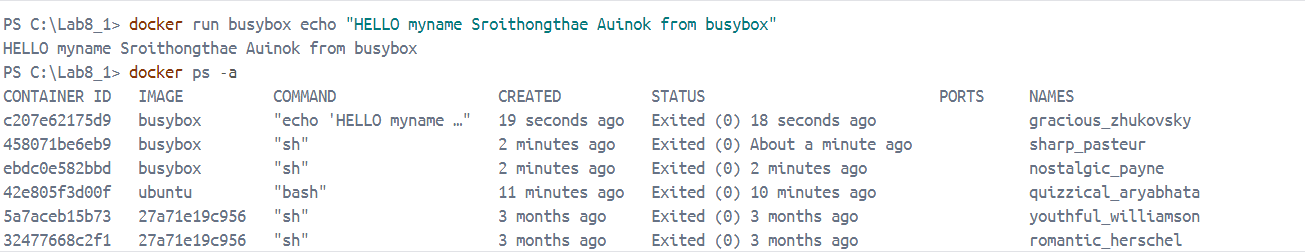 PS C:\Lab8_1> docker run busybox echo "HELLO myname Sroithongthae Auinok from busybox"
HELLO myname Sroithongthae Auinok from busybox
PS C:\Lab8_1> docker ps -a
CONTAINER ID   IMAGE          COMMAND                  CREATED          STATUS                          PORTS     NAMES
c207e62175d9   busybox        "echo 'HELLO myname …"   19 seconds ago   Exited (0) 18 seconds ago                 gracious_zhukovsky
458071be6eb9   busybox        "sh"                     2 minutes ago    Exited (0) About a minute ago             sharp_pasteur
ebdc0e582bbd   busybox        "sh"                     2 minutes ago    Exited (0) 2 minutes ago                  nostalgic_payne
42e805f3d00f   ubuntu         "bash"                   11 minutes ago   Exited (0) 10 minutes ago                 quizzical_aryabhata
5a7aceb15b73   27a71e19c956   "sh"                     3 months ago     Exited (0) 3 months ago                   youthful_williamson
32477668c2f1   27a71e19c956   "sh"                     3 months ago     Exited (0) 3 months ago                   romantic_herschel